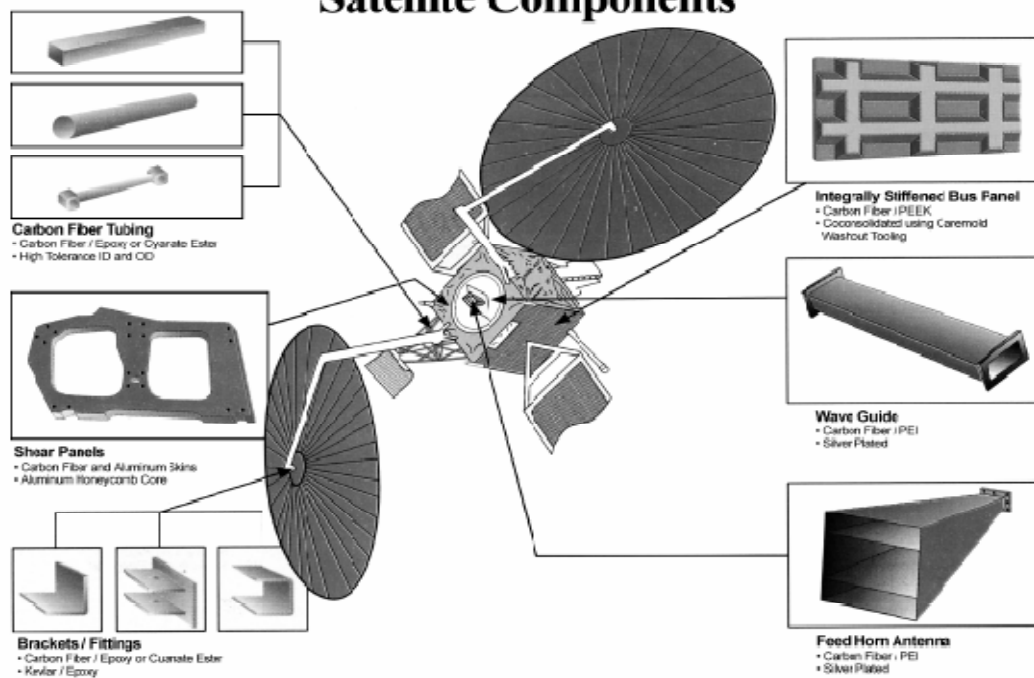 Satellite Components
Carbon Fiber Tubing
• Carbon Fiber / Epoxy or Cyanate Ester
• High Tolerance ID and OD
Shear Panels
• Carbon Fiber and Aluminum Skins
• Aluminum Honeycomb Core
Brackets / Fittings
• Carbon Fiber / Epoxy or Cuanate Ester
• Kevlar / Epoxy
Integrally Stiffened Bus Panel
• Carbon Fiber / PEEK
• Coconsolidated using Caremold
Washout Tooling
Wave Guide
• Carbon Fiber / PEI
• Silver Plated
Feed Horn Antenna
• Carbon Fiber / PEI
• Silver Plated